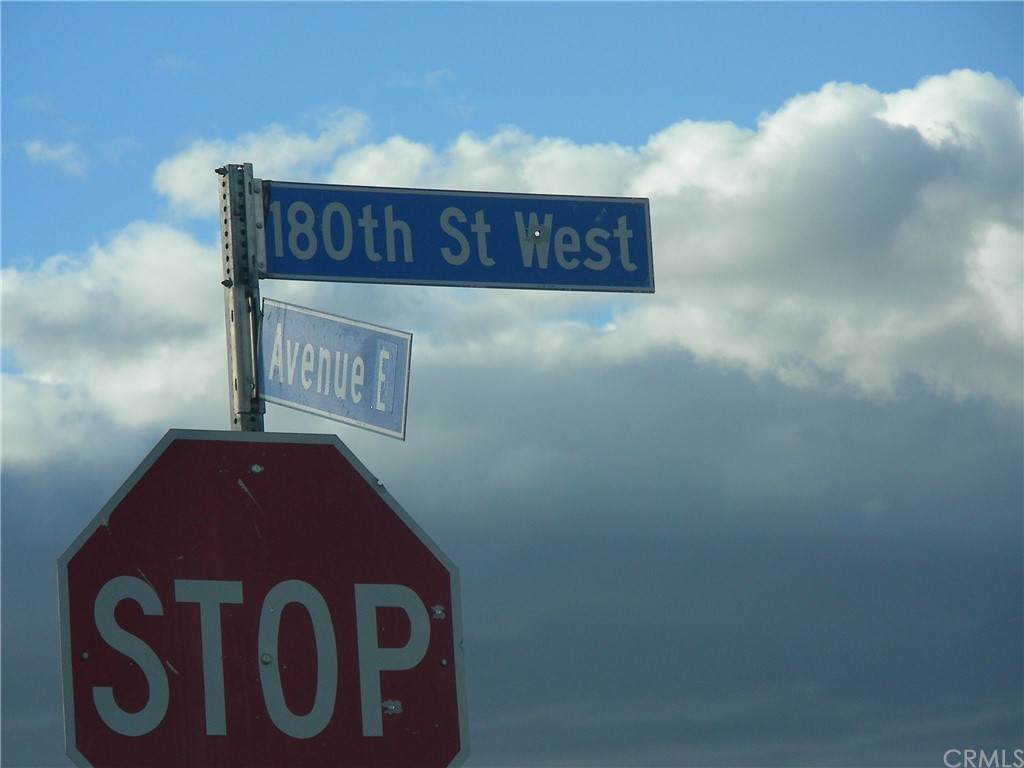 180th St West
Avenue E
STOP
CRMLS